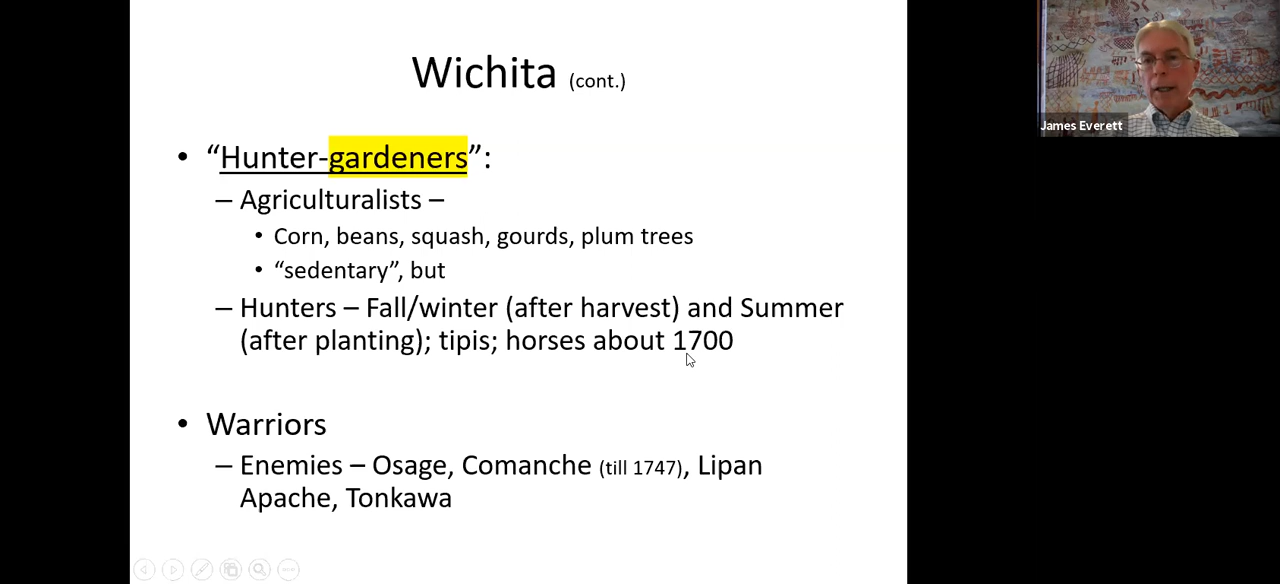 Wichita (cont.)
• “Hunter-gardeners”:
– Agriculturalists –
• Corn, beans, squash, gourds, plum trees
• “sedentary”, but
– Hunters – Fall/winter (after harvest) and Summer
(after planting); tipis; horses about 1700
• Warriors
– Enemies – Osage, Comanche (till 1747), Lipan
Apache, Tonkawa
James Everett